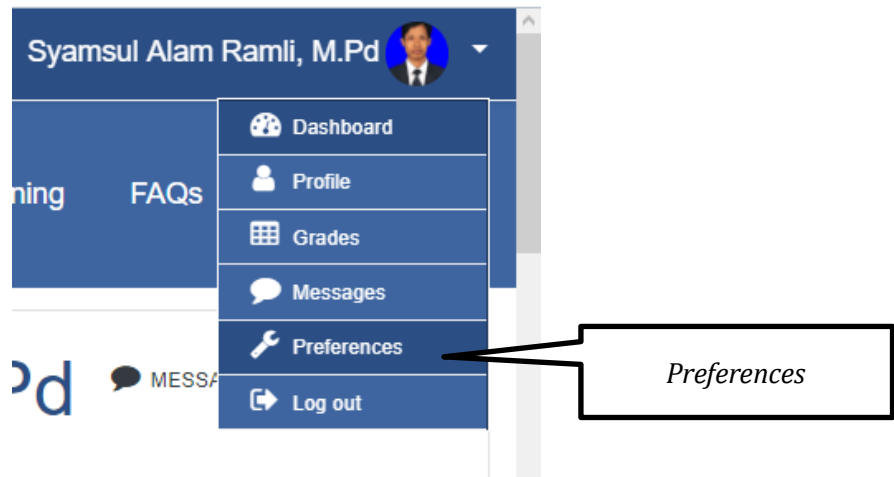 Syamsul Alam Ramli, M.Pd
Dashboard
ning FAQs
Profile
Grades
Messages
Preferences
Preferences
Pd MESSA
Log out